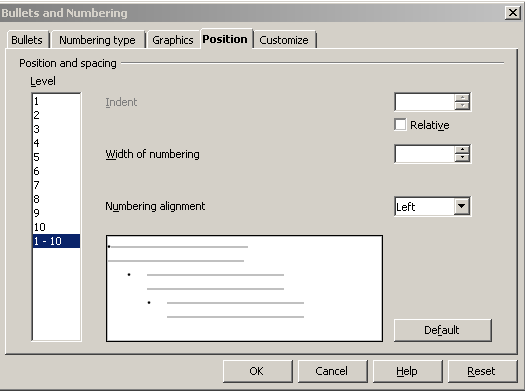 Bullets and Numbering
Bullets Numbering type Graphics Position Customize
Position and spacing
Level
1
2
3
4
5
6
7
8
9
10
1 - 10
Indent
Relative
Width of numbering
Numbering alignment
Left
Default
OK Cancel Help Reset